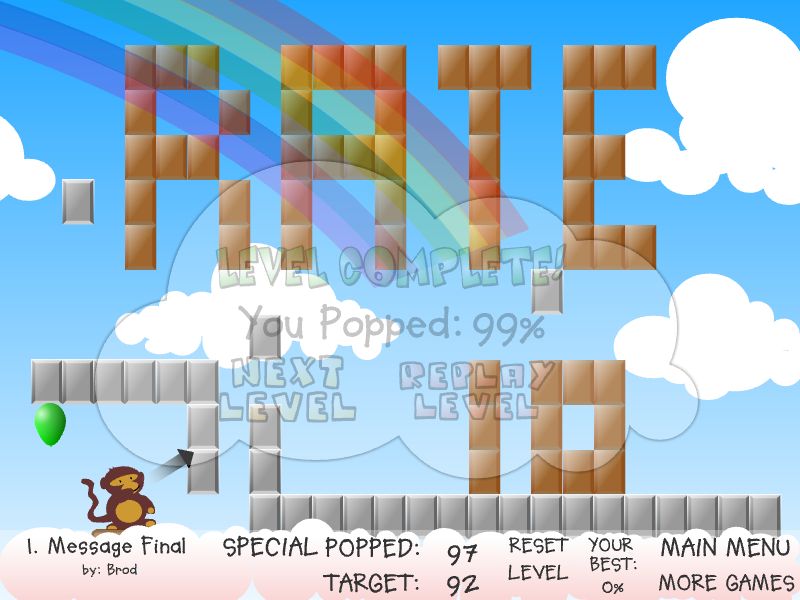 RATE
LEVEL COMPLETE!
You Popped: 99%
NEXT LEVEL
REPLAY LEVEL
10
1. Message Final
by: Brod
SPECIAL POPPED: 97
TARGET: 92
RESET LEVEL
YOUR BEST: 0%
MAIN MENU
MORE GAMES